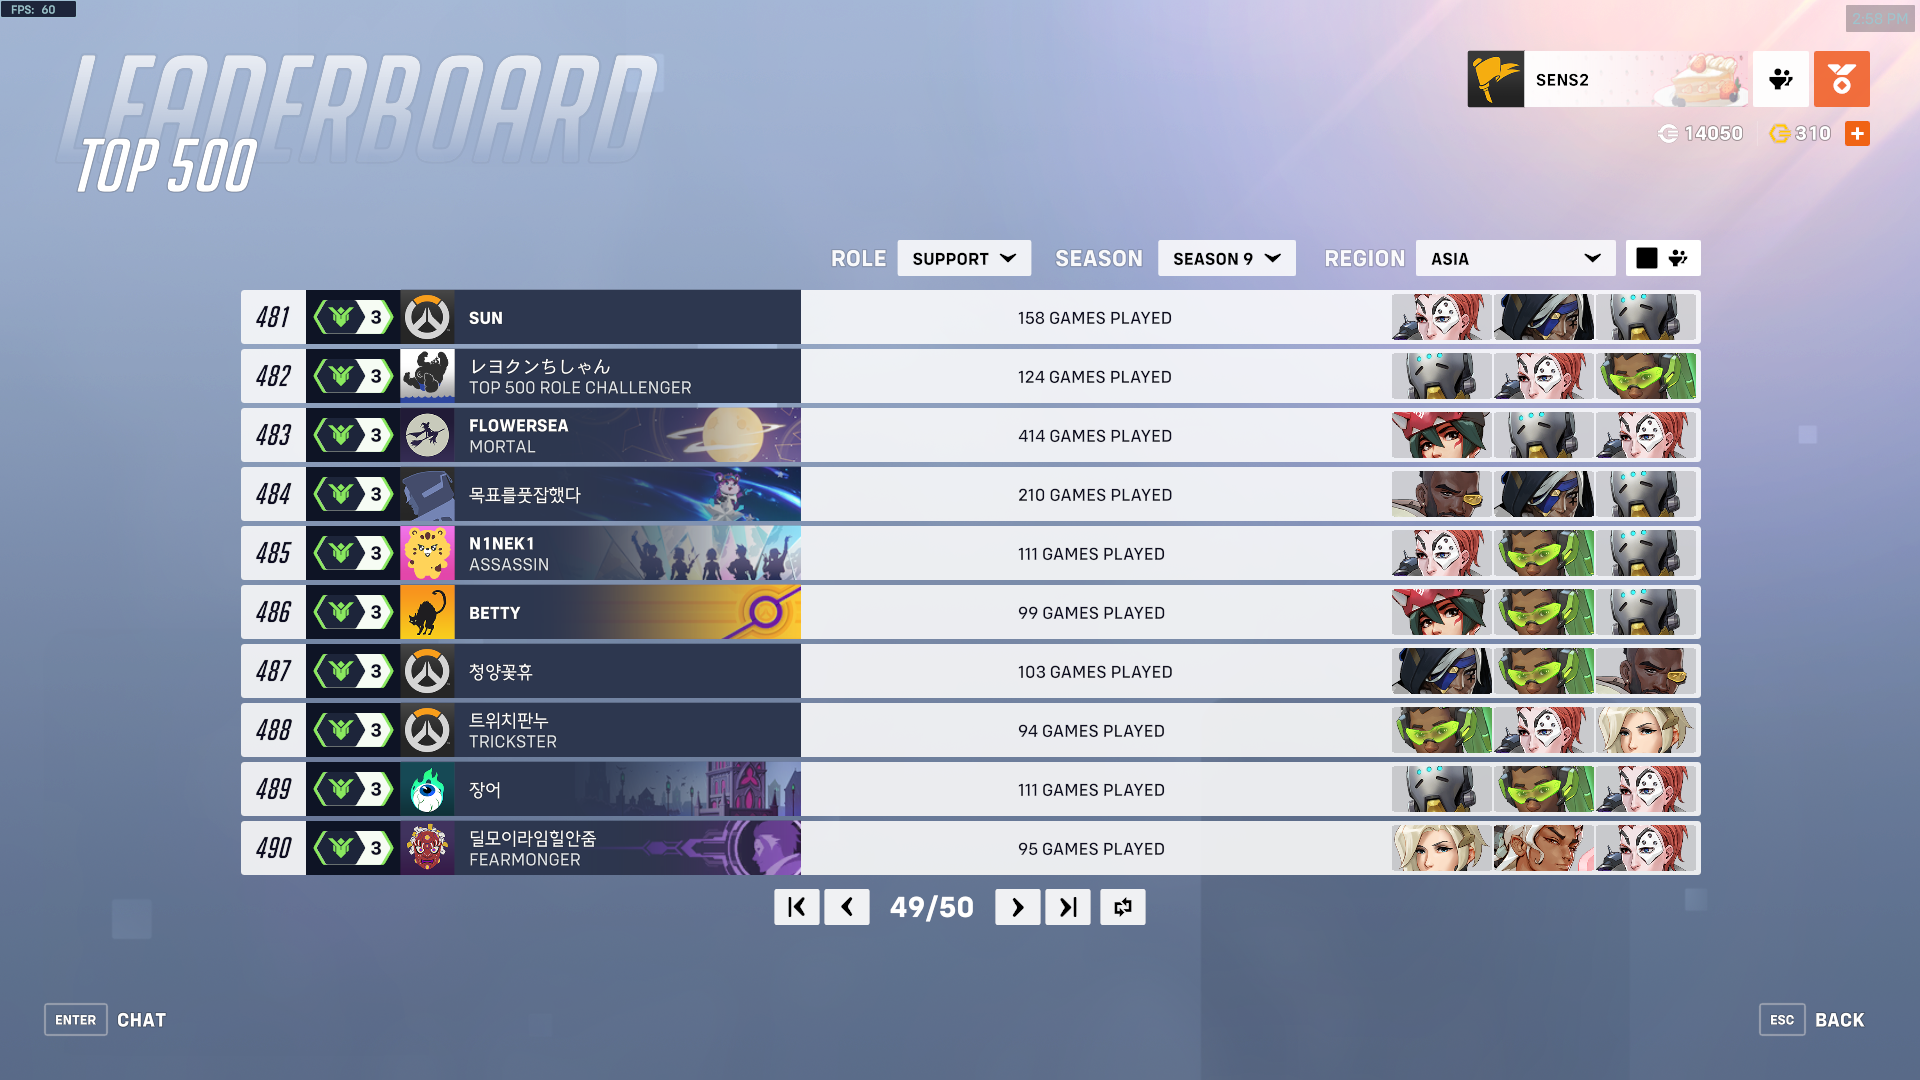 FPS: 60
2:58 PM
LEADERBOARD
TOP 500
SENS2
14050
310
ROLE SUPPORT SEASON SEASON 9 REGION ASIA
481 3 SUN 158 GAMES PLAYED
482 3 レヨクンちしゃん 124 GAMES PLAYED
TOP 500 ROLE CHALLENGER
483 3 FLOWERSEA 414 GAMES PLAYED
MORTAL
484 3 목표를풋잡했다 210 GAMES PLAYED
485 3 N1NEK1 111 GAMES PLAYED
ASSASSIN
486 3 BETTY 99 GAMES PLAYED
487 3 청양꽃휴 103 GAMES PLAYED
488 3 트위치판누 94 GAMES PLAYED
TRICKSTER
489 3 장어 111 GAMES PLAYED
490 3 딜모이라임힐안줌 95 GAMES PLAYED
FEARMONGER
49/50
ENTER CHAT
ESC BACK